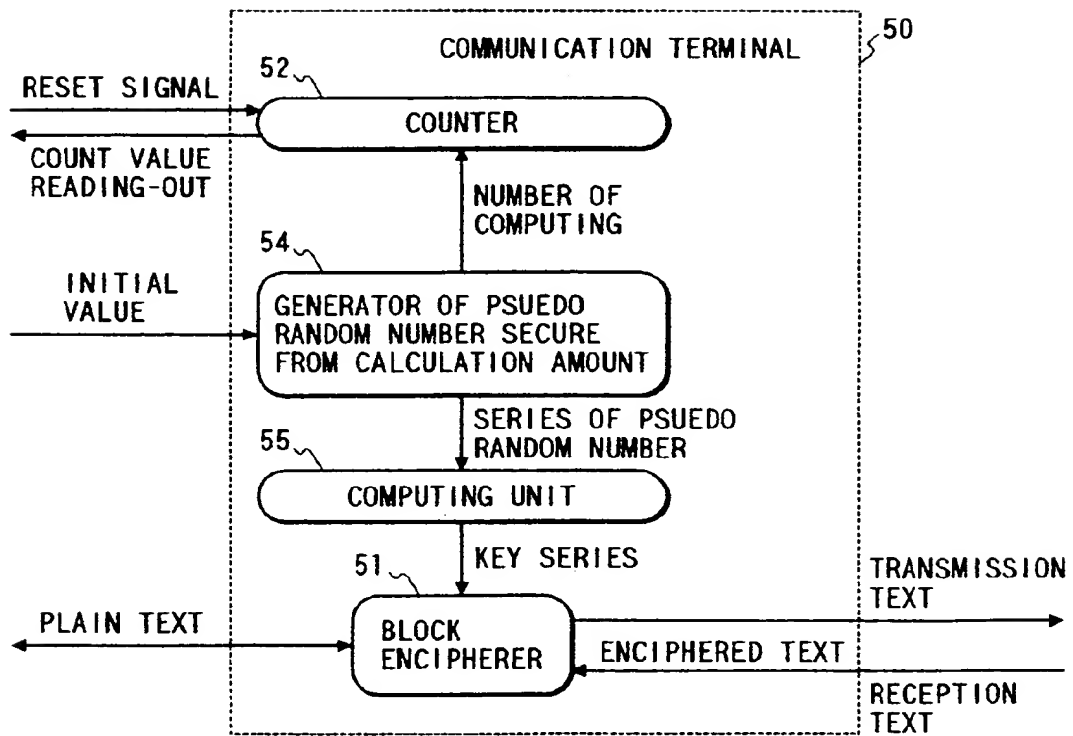 50
COMMUNICATION TERMINAL
52
RESET SIGNAL
COUNTER
COUNT VALUE
READING-OUT
NUMBER OF
COMPUTING
54
INITIAL
VALUE
GENERATOR OF PSUEDO
RANDOM NUMBER SECURE
FROM CALCULATION AMOUNT
SERIES OF PSUEDO
RANDOM NUMBER
55
COMPUTING UNIT
KEY SERIES
51
TRANSMISSION
TEXT
PLAIN TEXT
BLOCK
ENCIPHERER
ENCIPHERED TEXT
RECEPTION
TEXT